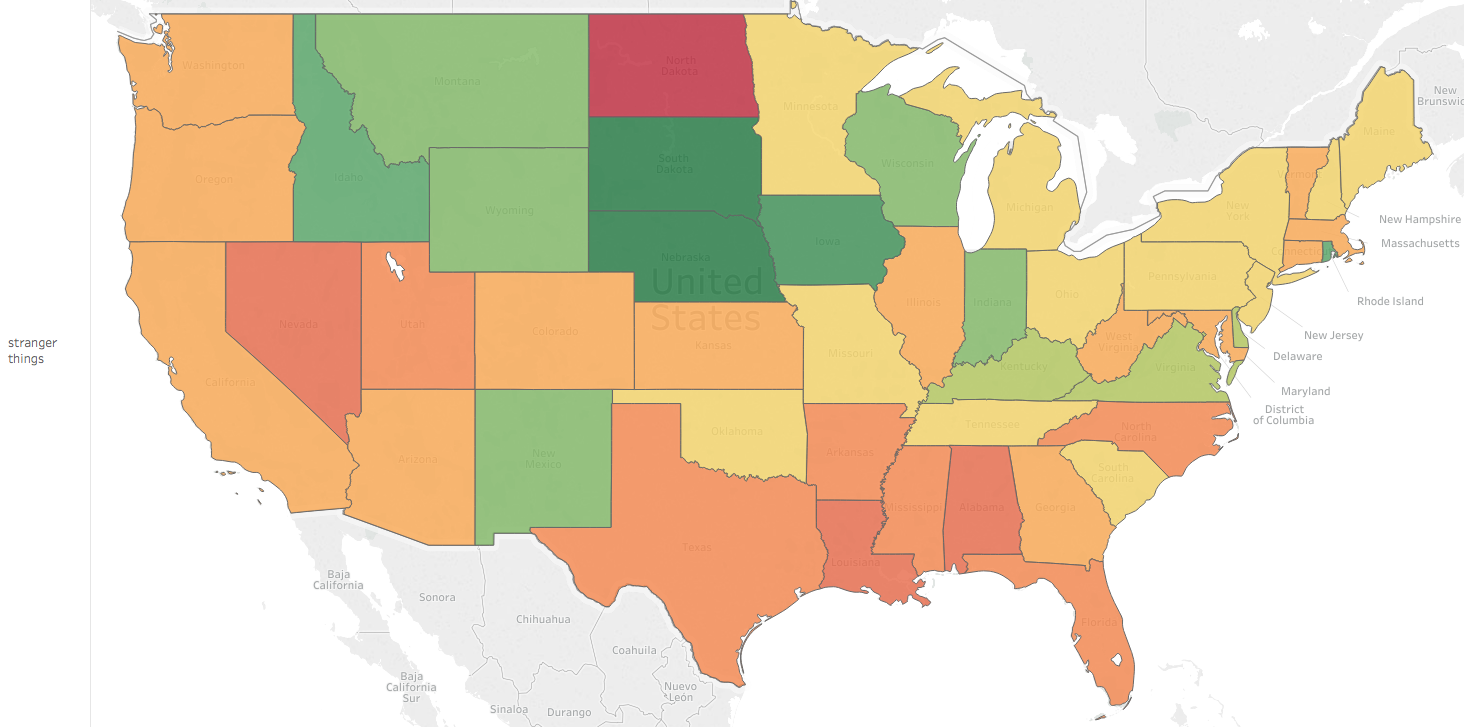 stranger
things
Washington
Montana
North
Dakota
Minnesota
Oregon
Idaho
Wyoming
South
Dakota
Wisconsin
Michigan
Maine
New
Brunswic
Vermont
New
York
New Hampshire
Massachusetts
Connectic
Rhode Island
Nebraska
Iowa
United
States
Nevada
Utah
Colorado
Kansas
Illinois
Indiana
Ohio
Pennsylvania
New Jersey
Delaware
Maryland
District
of Columbia
West
Virginia
Virginia
Kentucky
Missouri
California
Arizona
New
Mexico
Oklahoma
Arkansas
Tennessee
North
Carolina
South
Carolina
Texas
Louisiana
Mississippi
Alabama
Georgia
Florida
Baja
California
Sonora
Chihuahua
Coahuila
Baja
California
Sur
Sinaloa
Durango
Nuevo
León